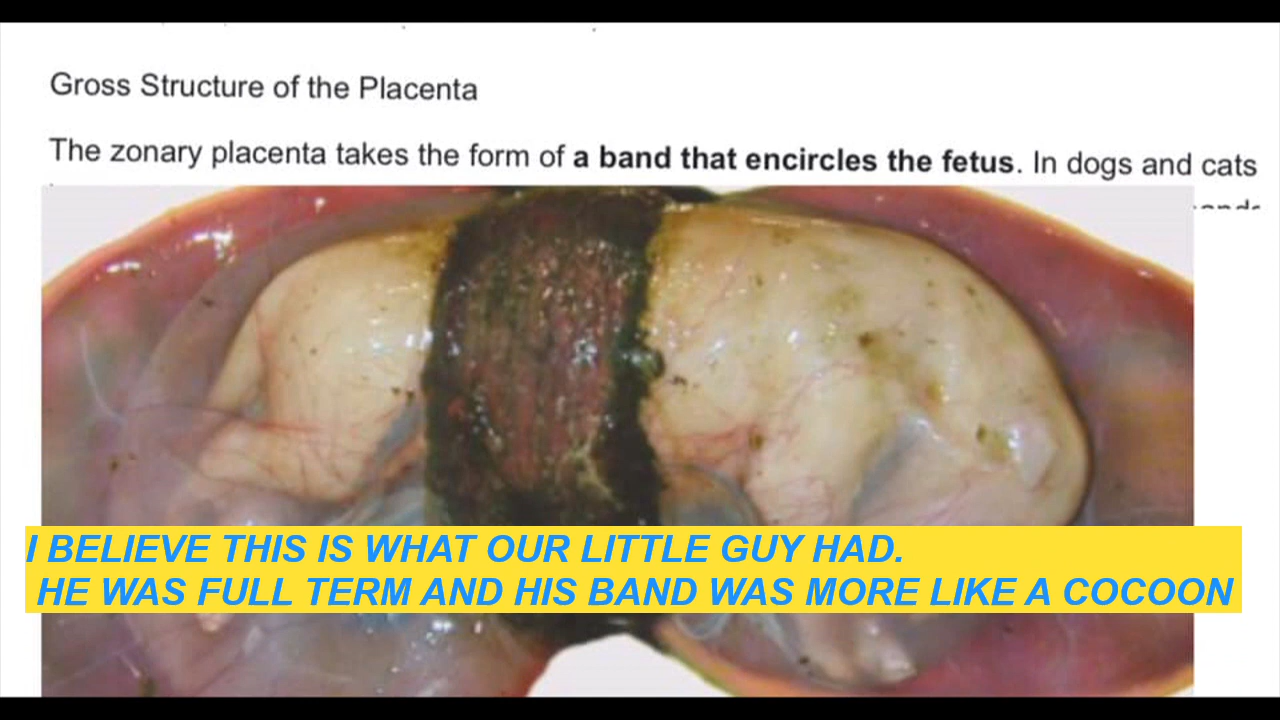 Gross Structure of the Placenta
The zonary placenta takes the form of a band that encircles the fetus. In dogs and cats
I BELIEVE THIS IS WHAT OUR LITTLE GUY HAD.
HE WAS FULL TERM AND HIS BAND WAS MORE LIKE A COCOON